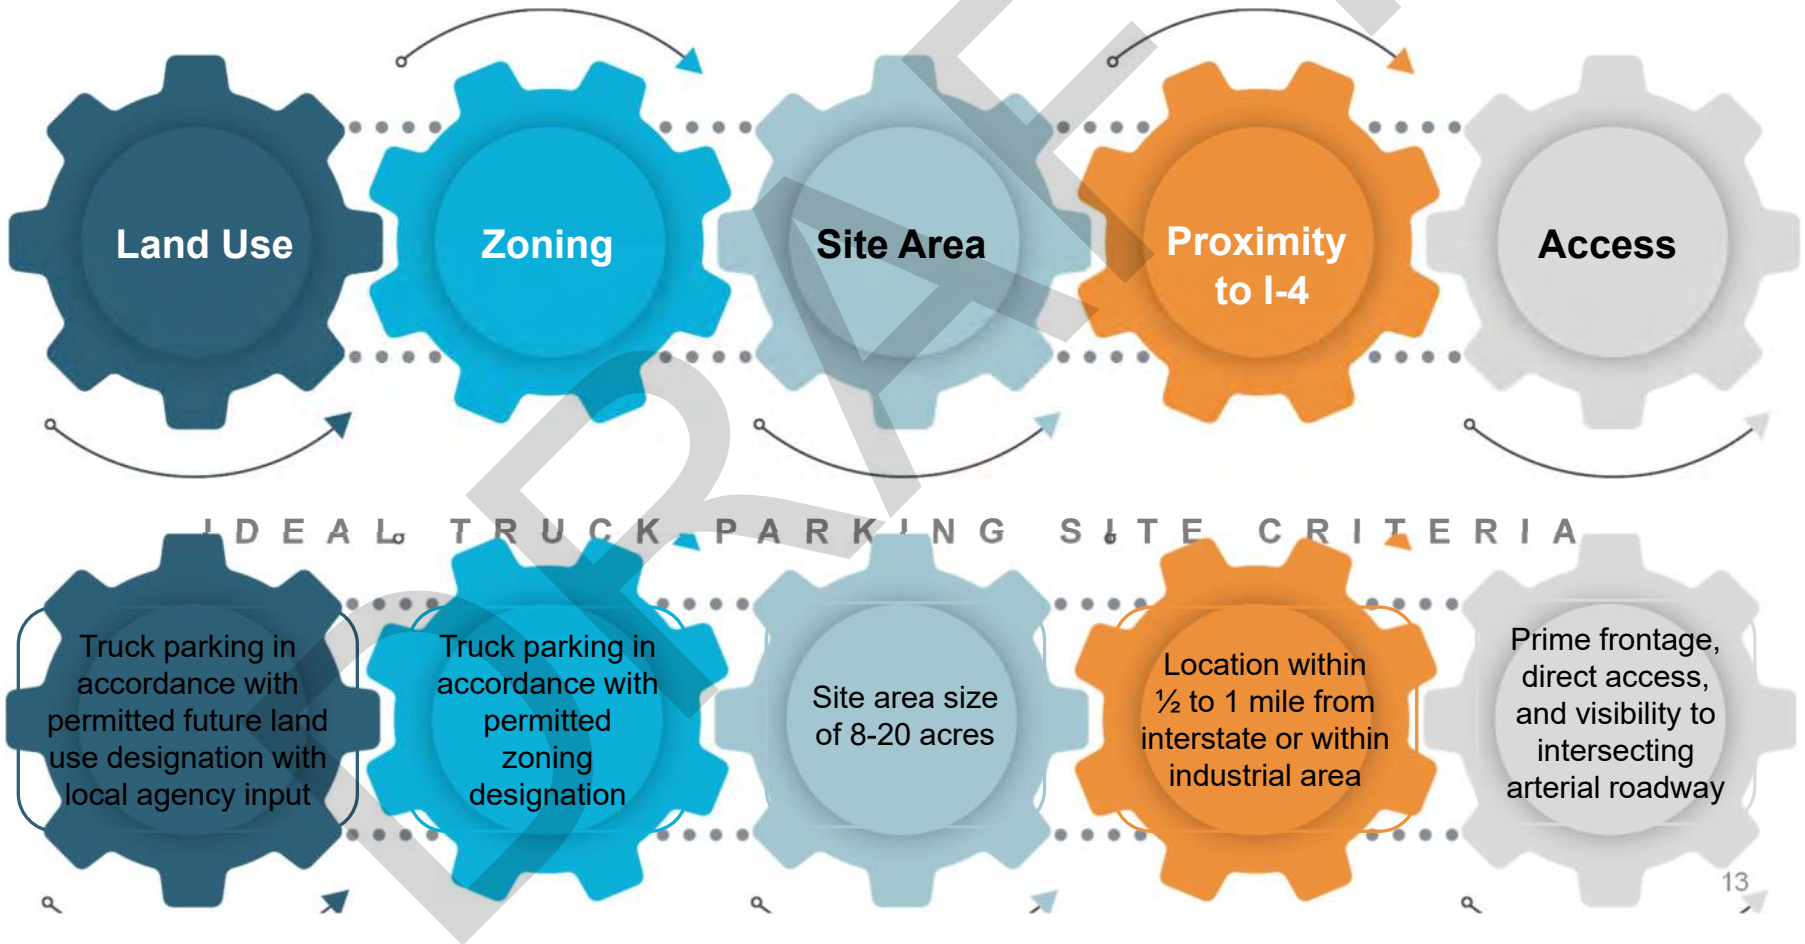 Land Use
Zoning
Site Area
Proximity
to I-4
Access
IDEAL TRUCK PARKING SITE CRITERIA
Truck parking in
accordance with
permitted future land
use designation with
local agency input
Truck parking in
accordance with
permitted
zoning
designation
Site area size
of 8-20 acres
Location within
½ to 1 mile from
interstate or within
industrial area
Prime frontage,
direct access,
and visibility to
intersecting
arterial roadway
13
DRAFT